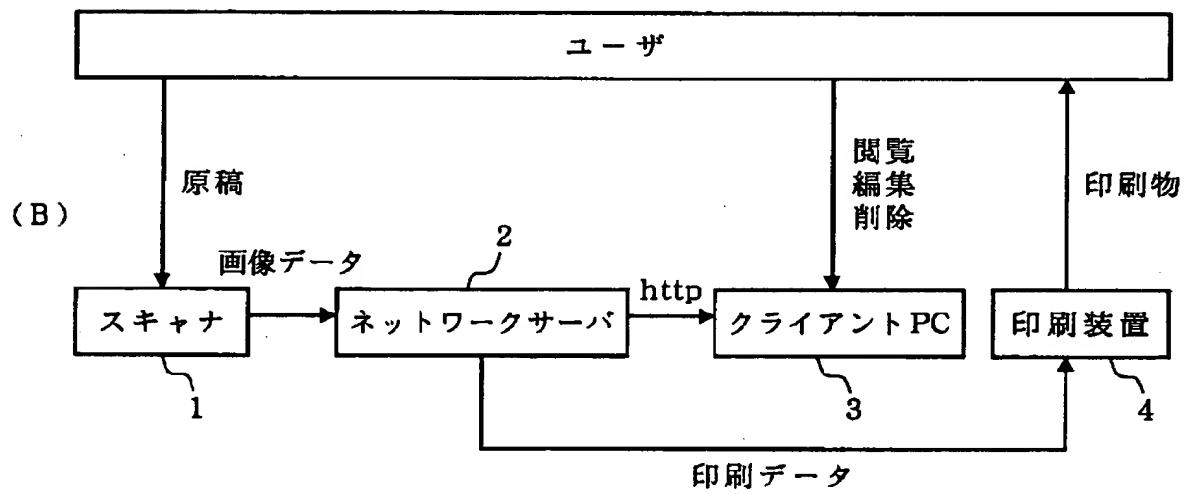 ユーザ
(B)
原稿
閲覧
編集
削除
印刷物
画像データ
2
http
スキャナ
ネットワークサーバ
クライアントPC
印刷装置
1
3
4
印刷データ